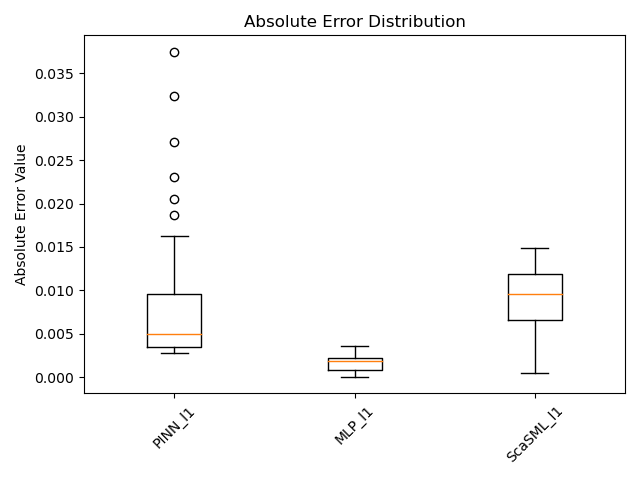 Absolute Error Distribution
Absolute Error Value
0.035
0.030
0.025
0.020
0.015
0.010
0.005
0.000
PINN_l1
MLP_l1
ScaSML_l1